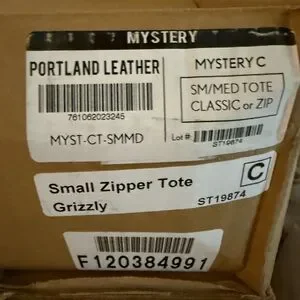 MYSTERY
PORTLAND LEATHER
781062023245
MYST-CT-SMMD
MYSTERY C
SM/MED TOTE
CLASSIC or ZIP
Lot #:
ST19874
Small Zipper Tote
Grizzly
ST19874
C
F120384991